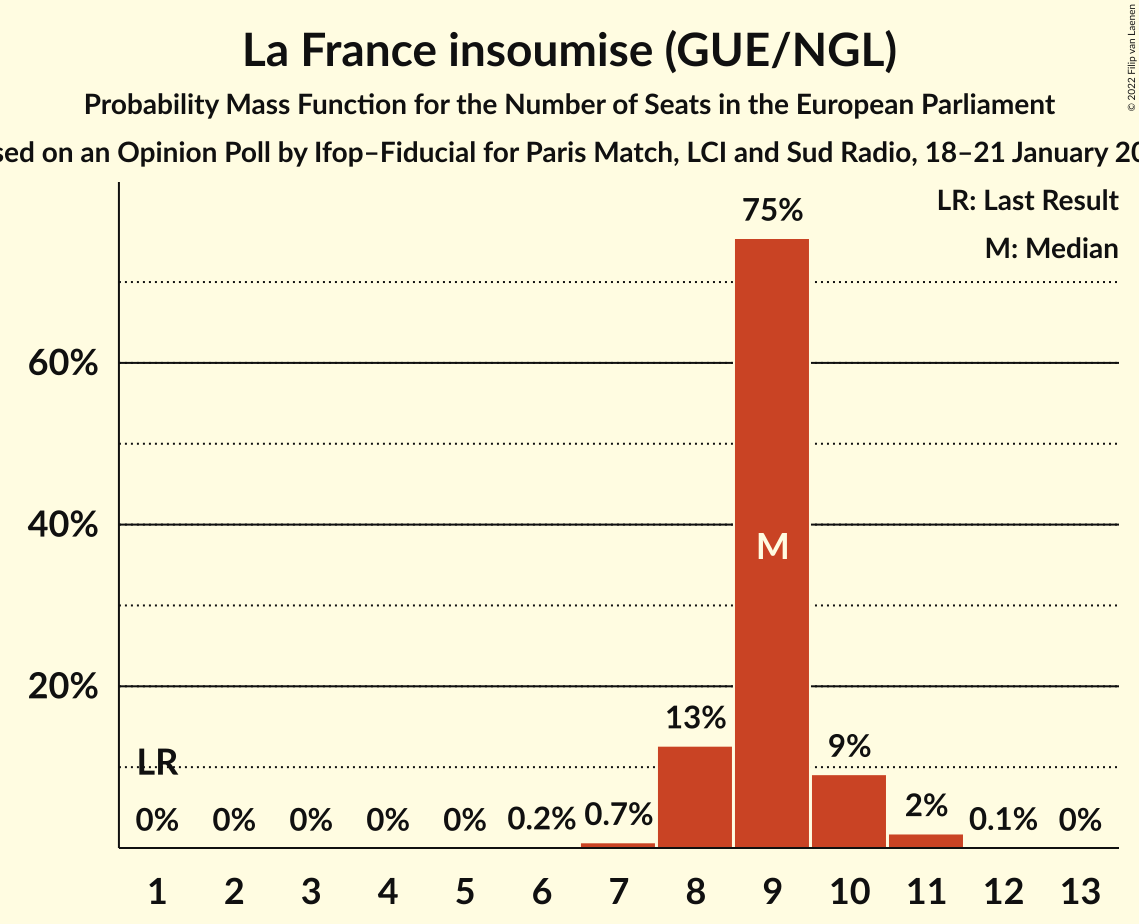 La France insoumise (GUE/NGL)
Probability Mass Function for the Number of Seats in the European Parliament
on an Opinion Poll by Ifop–Fiducial for Paris Match, LCI and Sud Radio, 18–21 January
© 2022 Filip van Laenen
LR: Last Result
M: Median
75%
60%
40%
M
20%
13%
9%
LR
2%
0% 0% 0% 0% 0% 0.2% 0.7% 0.1% 0%
1 2 3 4 5 6 7 8 9 10 11 12 13